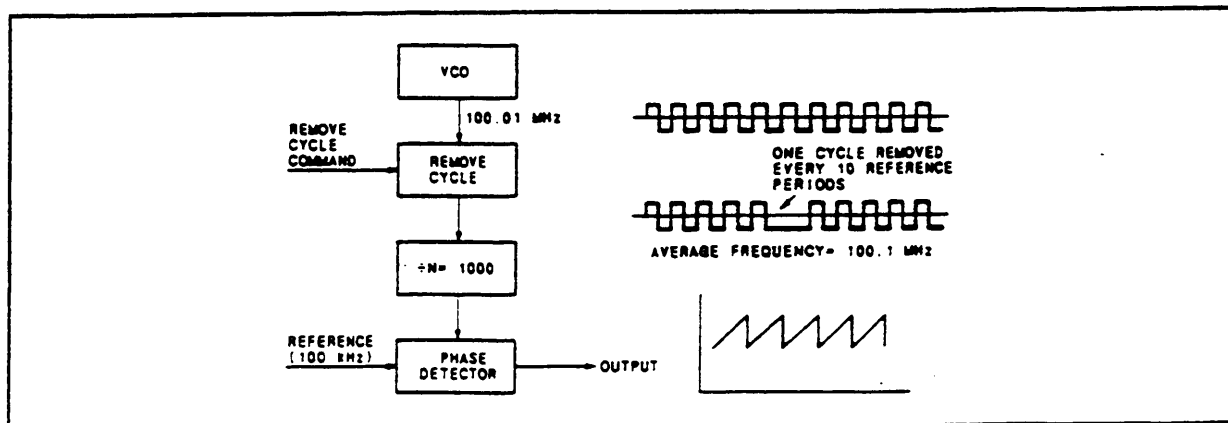 VCO
100.01 MHz
REMOVE
CYCLE
COMMAND
REMOVE
CYCLE
ONE CYCLE REMOVED
EVERY 10 REFERENCE
PERIODS
AVERAGE FREQUENCY= 100.1 MHz
÷N= 1000
REFERENCE
(100 kHz)
PHASE
DETECTOR
OUTPUT